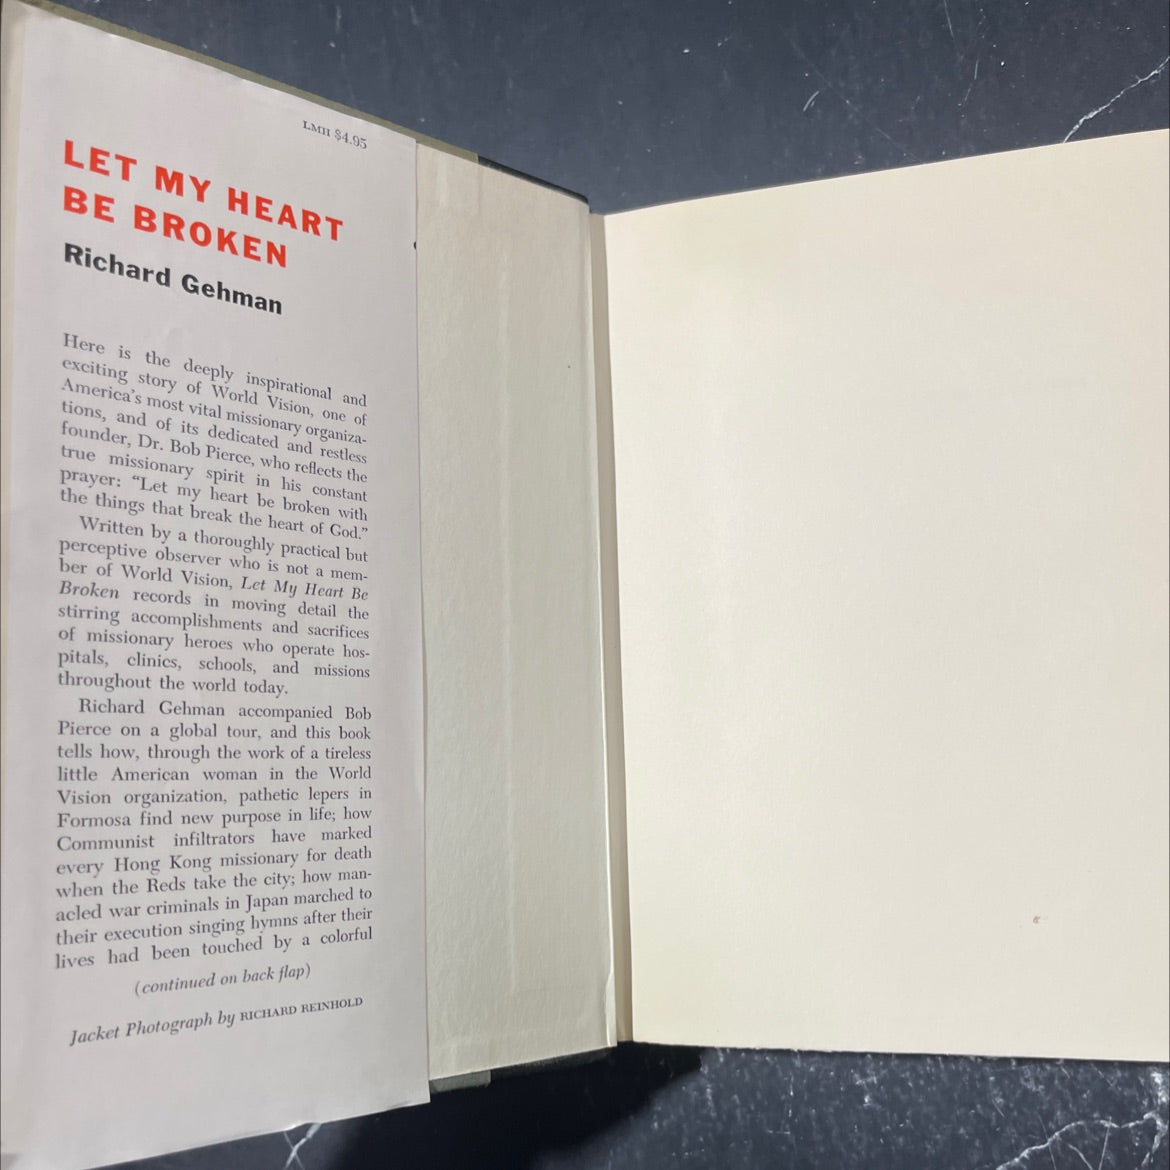 LMH $4.95
LET MY HEART
BE BROKEN
Richard Gehman
Here is the deeply inspirational and
exciting story of World Vision, one of
America's most vital missionary organiza-
tions, and of its dedicated and restless
founder, Dr. Bob Pierce, who reflects the
true missionary spirit in his constant
prayer: “Let my heart be broken with
the things that break the heart of God.”
Written by a thoroughly practical but
perceptive observer who is not a mem-
ber of World Vision, Let My Heart Be
Broken records in moving detail the
stirring accomplishments and sacrifices
of missionary heroes who operate hos-
pitals, clinics, schools, and missions
throughout the world today.
Richard Gehman accompanied Bob
Pierce on a global tour, and this book
tells how, through the work of a tireless
little American woman in the World
Vision organization, pathetic lepers in
Formosa find new purpose in life; how
Communist infiltrators have marked
every Hong Kong missionary for death
when the Reds take the city; how man-
acled war criminals in Japan marched to
their execution singing hymns after their
lives had been touched by a colorful
(continued on back flap)
Jacket Photograph by RICHARD REINHOLD